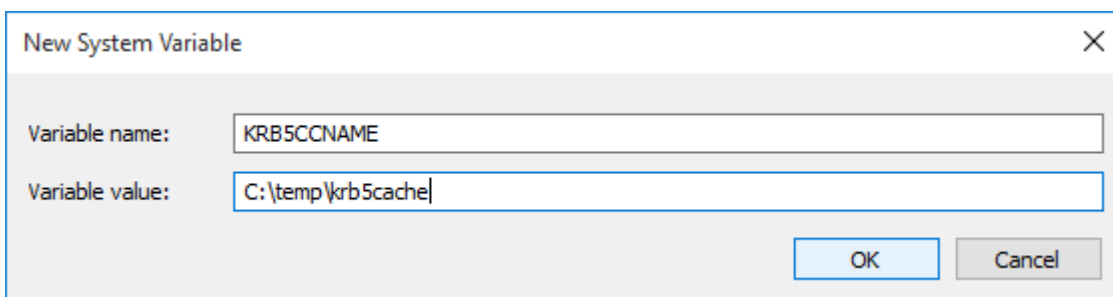 New System Variable
Variable name: KRB5CCNAME
Variable value: C:\temp\krb5cache
OK Cancel